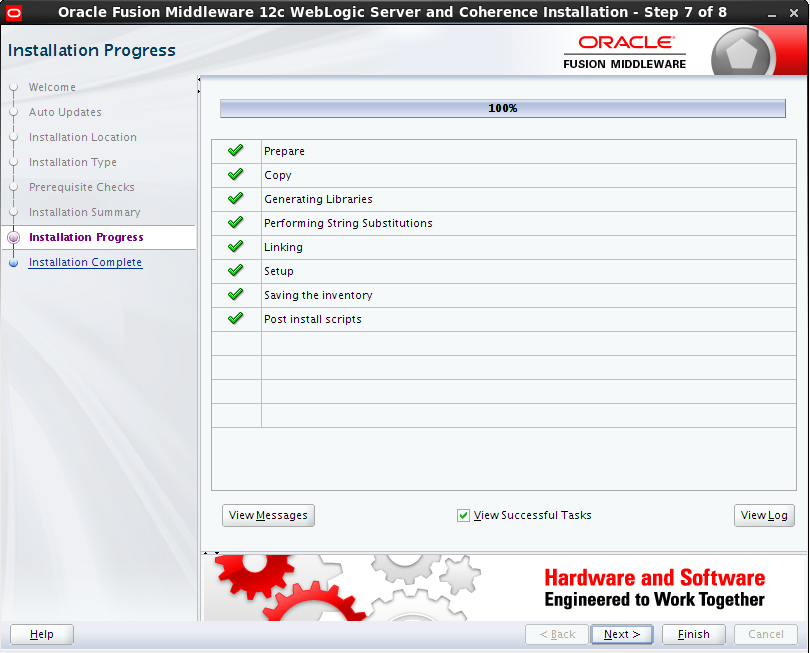 Oracle Fusion Middleware 12c WebLogic Server and Coherence Installation - Step 7 of 8
Installation Progress
ORACLE®
FUSION MIDDLEWARE
Welcome
Auto Updates
Installation Location
Installation Type
Prerequisite Checks
Installation Summary
Installation Progress
Installation Complete
100%
Prepare
Copy
Generating Libraries
Performing String Substitutions
Linking
Setup
Saving the inventory
Post install scripts
View Messages
View Successful Tasks
View Log
Hardware and Software
Engineered to Work Together
Help
< Back
Next >
Finish
Cancel